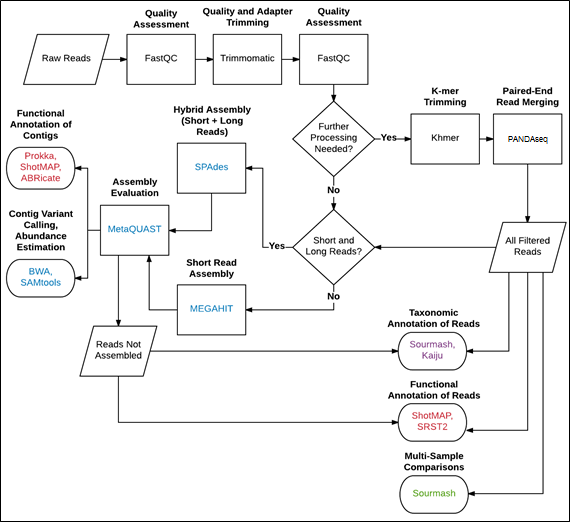 Quality
Assessment
Quality and Adapter
Trimming
Quality
Assessment
Raw Reads
FastQC
Trimmomatic
FastQC
K-mer
Trimming
Paired-End
Read Merging
Functional
Annotation of
Contigs
Hybrid Assembly
(Short + Long
Reads)
Further
Processing
Needed?
Yes
Khmer
PANDAseq
Prokka,
ShotMAP,
ABRicate
SPAdes
No
Assembly
Evaluation
Contig Variant
Calling,
Abundance
Estimation
MetaQUAST
Yes
Short and
Long Reads?
All Filtered
Reads
BWA,
SAMtools
Short Read
Assembly
No
MEGAHIT
Taxonomic
Annotation of Reads
Reads Not
Assembled
Sourmash,
Kaiju
Functional
Annotation of Reads
ShotMAP,
SRST2
Multi-Sample
Comparisons
Sourmash